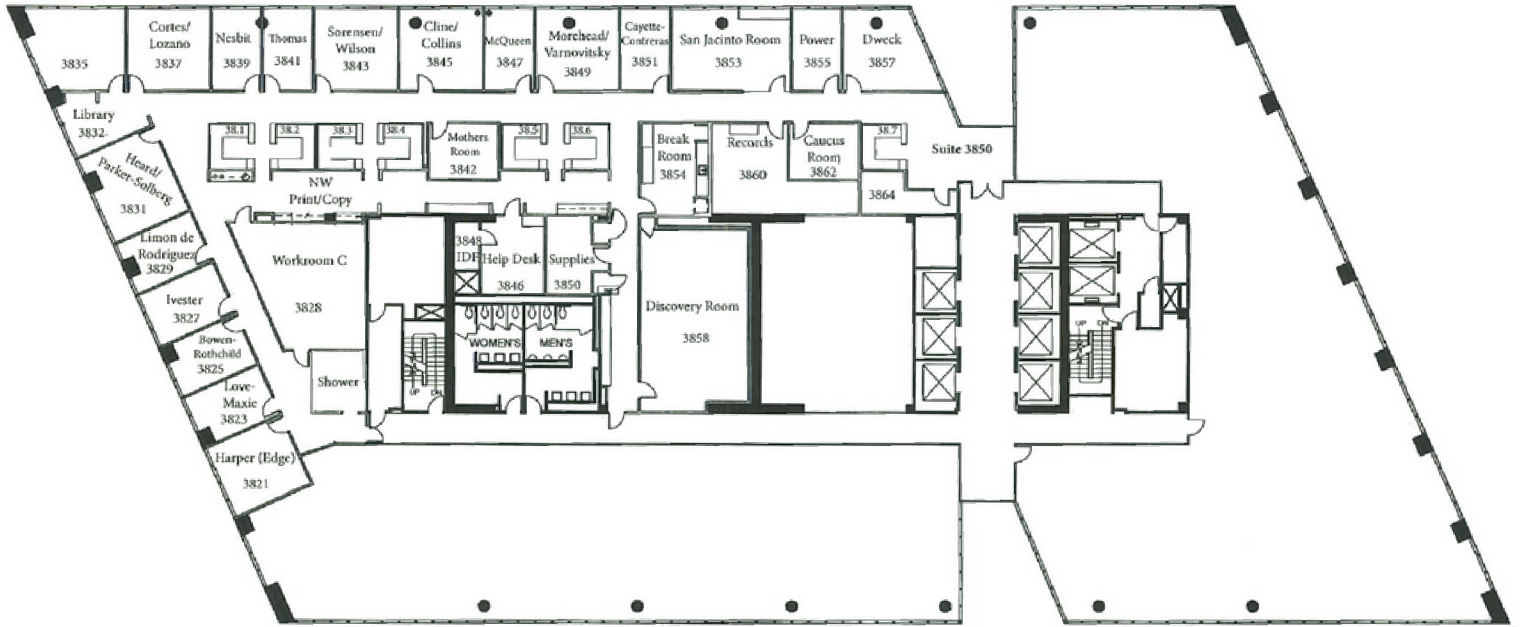 3835
Cortes/
Lozano
3837
Nesbit
3839
Thomas
3841
Sorensen/
Wilson
3843
Cline/
Collins
3845
McQueen
3847
Morehead/
Varnovitsky
3849
Cayette-
Contreras
3851
San Jacinto Room
3853
Power
3855
Dweck
3857
Library
3832
38.1
38.2
38.3
38.4
Mothers
Room
3842
38.5
38.6
Break
Room
3854
Records
3860
Caucus
Room
3862
38.7
3864
Suite 3850
Heard/
Parker-Solberg
3831
NW
Print/Copy
Limon de
Rodriguez
3829
Workroom C
3828
3848
IDF
Help Desk
3846
Supplies
3850
Discovery Room
3858
Ivester
3827
Bowen-
Rothchild
3825
Love-
Maxie
3823
Shower
WOMEN'S
MEN'S
UP
DN
UP
DN
Harper (Edge)
3821